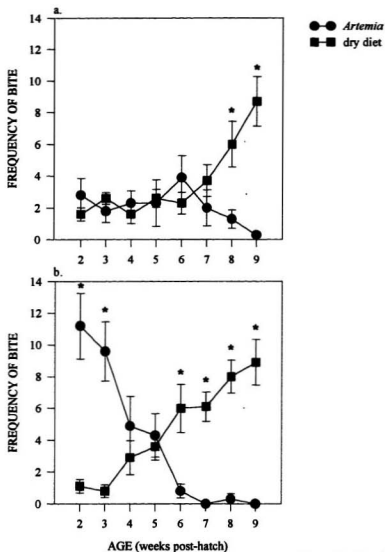 a.
Artemia
dry diet
FREQUENCY OF BITE
14
12
10
8
6
4
2
0
* *
2 3 4 5 6 7 8 9
b.
FREQUENCY OF BITE
14
12
10
8
6
4
2
0
* * * * * *
2 3 4 5 6 7 8 9
AGE (weeks post-hatch)